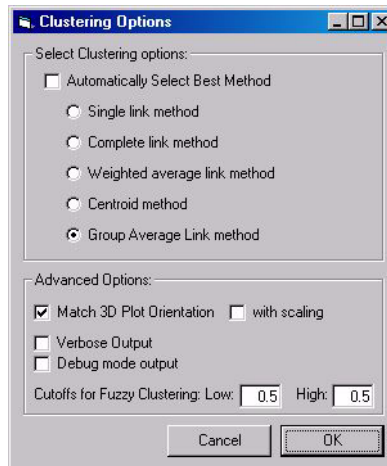 Clustering Options
Select Clustering options:
Automatically Select Best Method
Single link method
Complete link method
Weighted average link method
Centroid method
Group Average Link method
Advanced Options:
Match 3D Plot Orientation with scaling
Verbose Output
Debug mode output
Cutoffs for Fuzzy Clustering: Low: 0.5 High: 0.5
Cancel OK